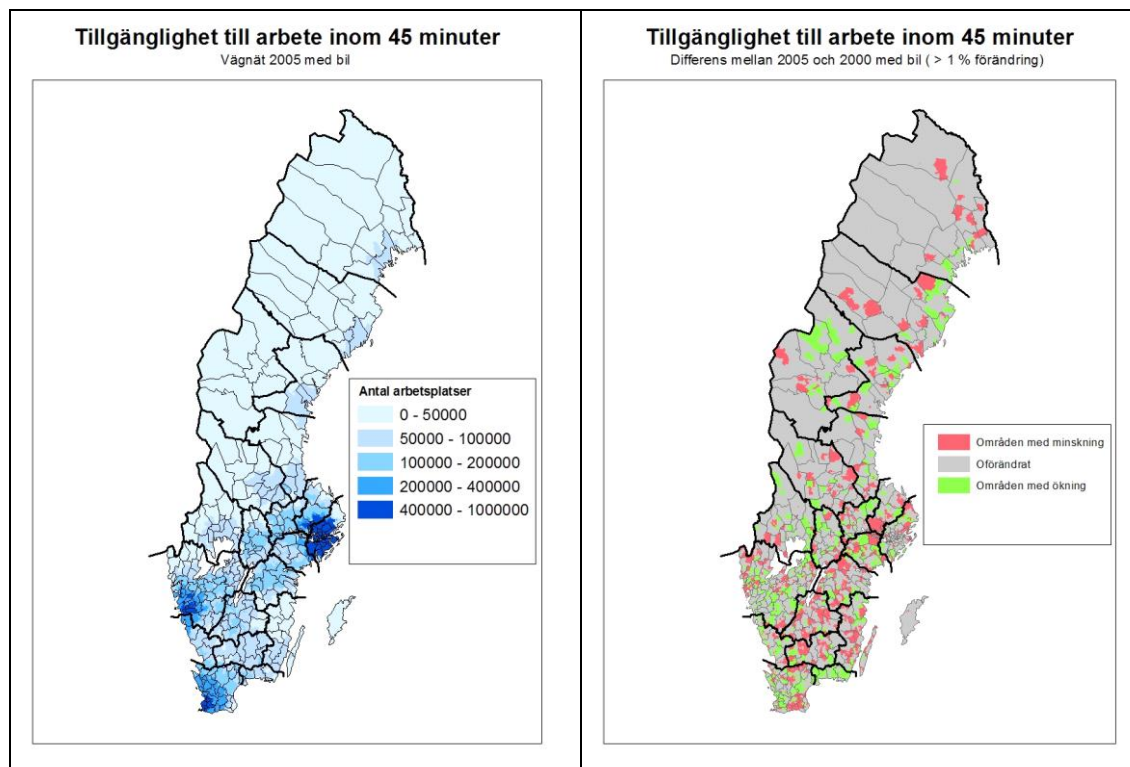 Tillgänglighet till arbete inom 45 minuter
Vägnät 2005 med bil
Antal arbetsplatser
0 - 50000
50000 - 100000
100000 - 200000
200000 - 400000
400000 - 1000000
Tillgänglighet till arbete inom 45 minuter
Differens mellan 2005 och 2000 med bil ( > 1 % förändring)
Områden med minskning
Oförändrat
Områden med ökning